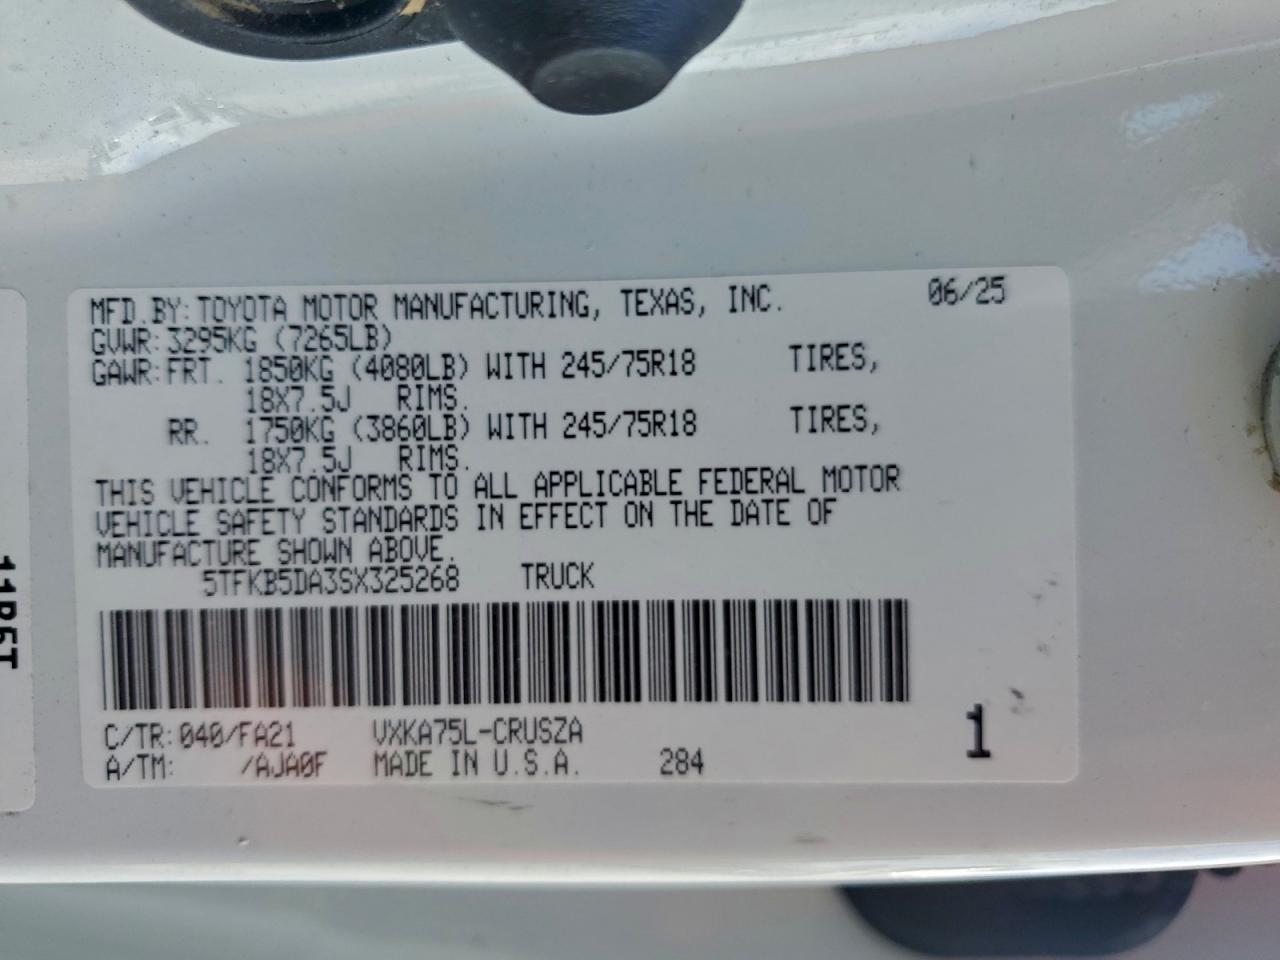 MFD.BY: TOYOTA MOTOR MANUFACTURING, TEXAS, INC. 06/25
GVWR: 3295KG (7265LB)
GAWR: FRT. 1850KG (4080LB) WITH 245/75R18 TIRES,
18X7.5J RIMS.
RR. 1750KG (3860LB) WITH 245/75R18 TIRES,
18X7.5J RIMS.
THIS VEHICLE CONFORMS TO ALL APPLICABLE FEDERAL MOTOR
VEHICLE SAFETY STANDARDS IN EFFECT ON THE DATE OF
MANUFACTURE SHOWN ABOVE.
5TFKB5DA3SX325268 TRUCK
C/TR: 040/FA21 VXKA75L-CRUSZA
A/TM: /AJA0F MADE IN U.S.A. 284
1